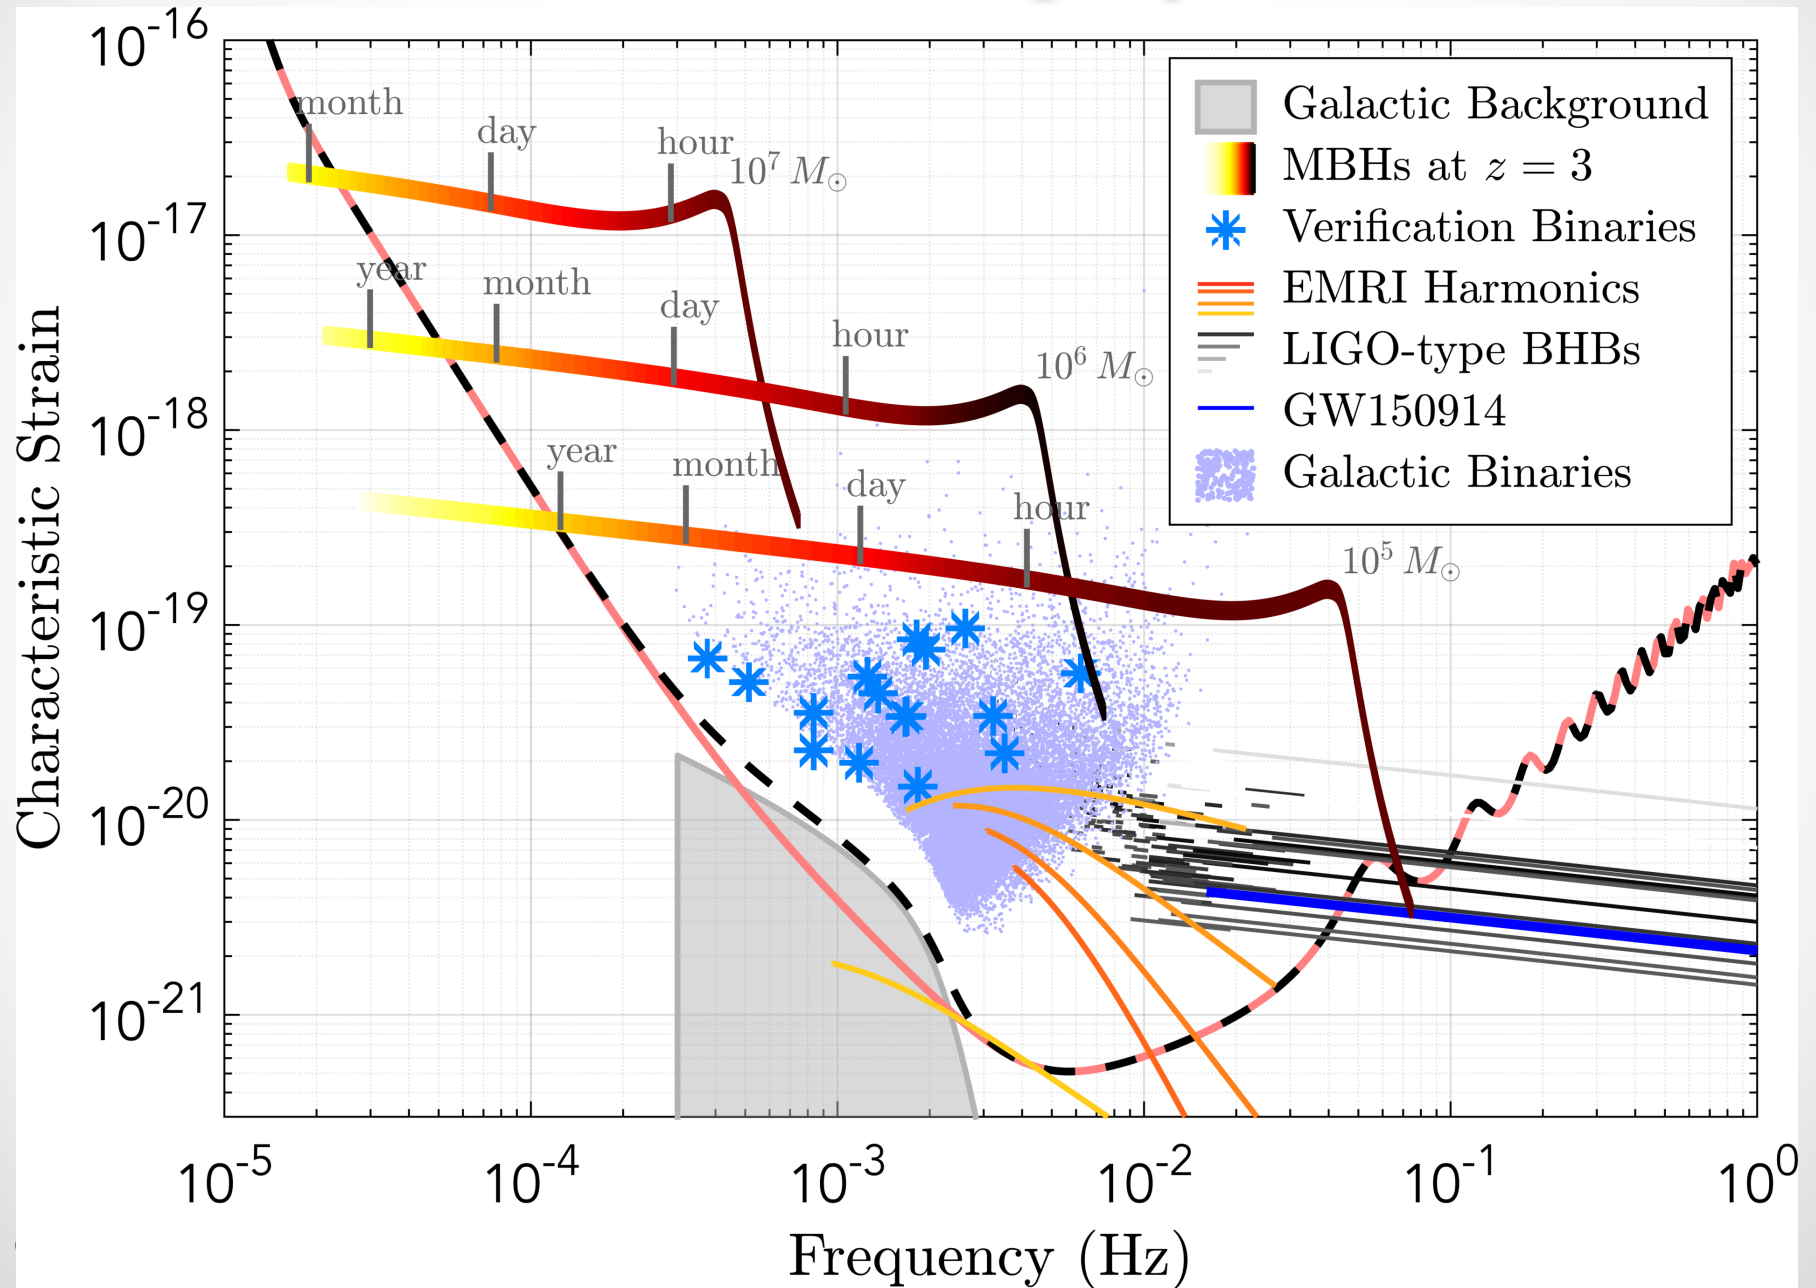 10^-16
month
day
hour
10^7 M_⊙
10^-17
year
month
day
hour
10^6 M_⊙
10^-18
year
month
day
hour
10^5 M_⊙
10^-19
10^-20
10^-21
Characteristic Strain
Galactic Background
MBHs at z = 3
Verification Binaries
EMRI Harmonics
LIGO-type BHBs
GW150914
Galactic Binaries
10^-5 10^-4 10^-3 10^-2 10^-1 10^0
Frequency (Hz)